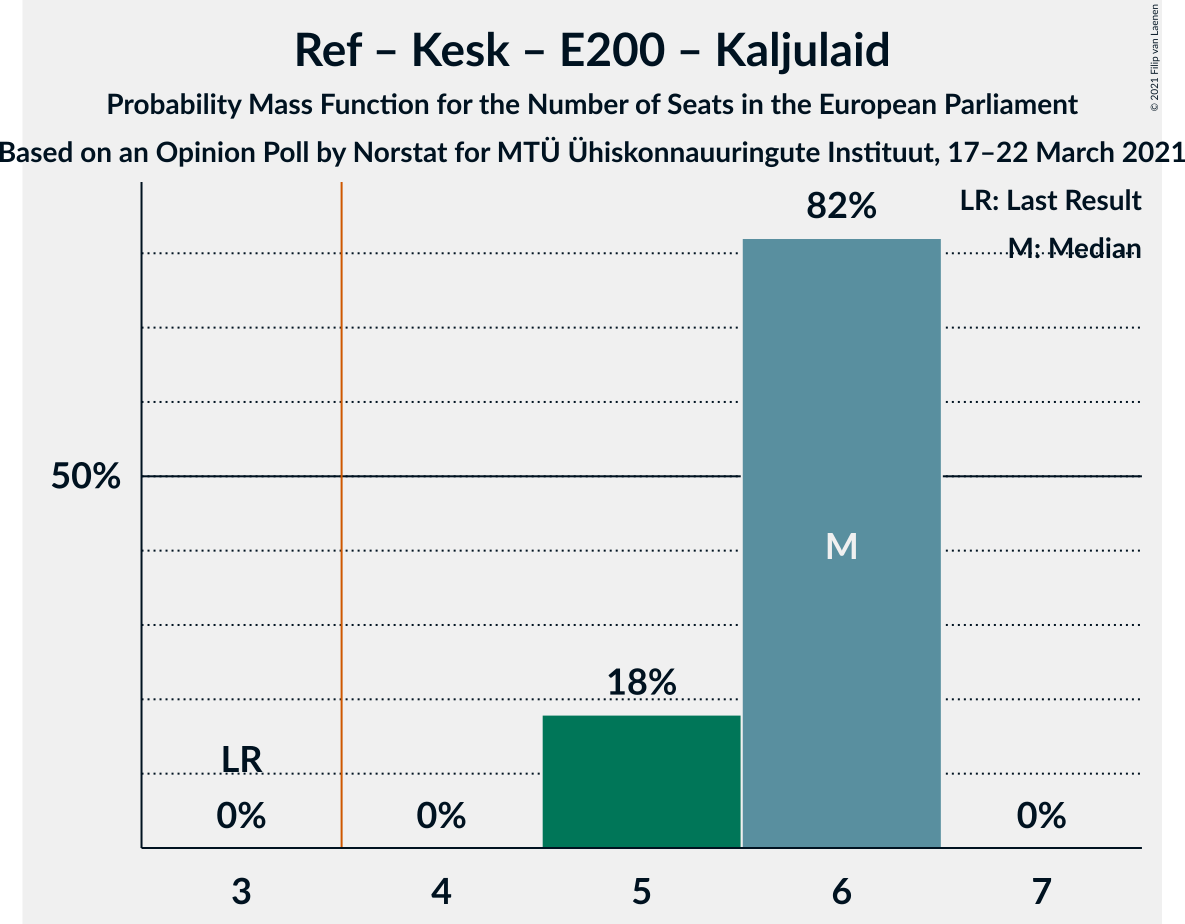 Ref – Kesk – E200 – Kaljulaid
Probability Mass Function for the Number of Seats in the European Parliament
Based on an Opinion Poll by Norstat for MTÜ Ühiskonnauuringute Instituut, 17–22 March 2021
© 2021 Filip van Laenen
LR: Last Result
M: Median
82%
50%
M
18%
LR
0%
0%
0%
3
4
5
6
7